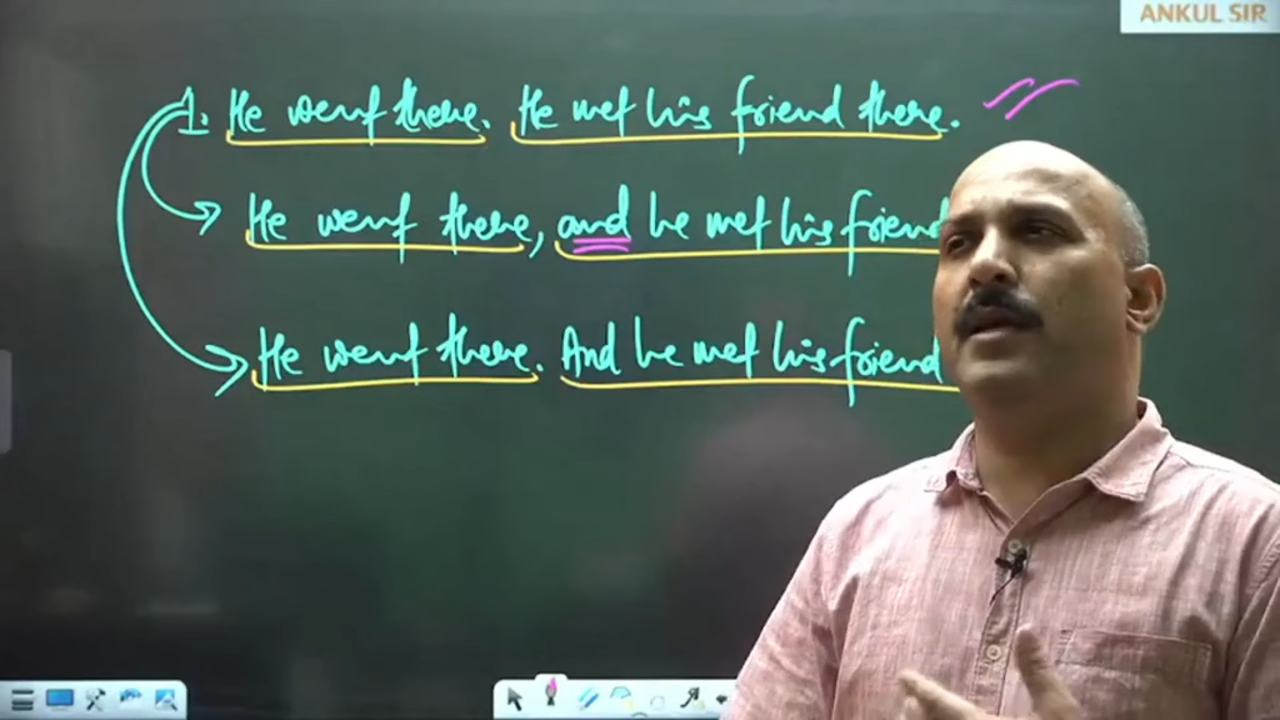 ANKUL SIR
1. He went there. He met his friend there.
He went there, and he met his friend
He went there. And he met his friend